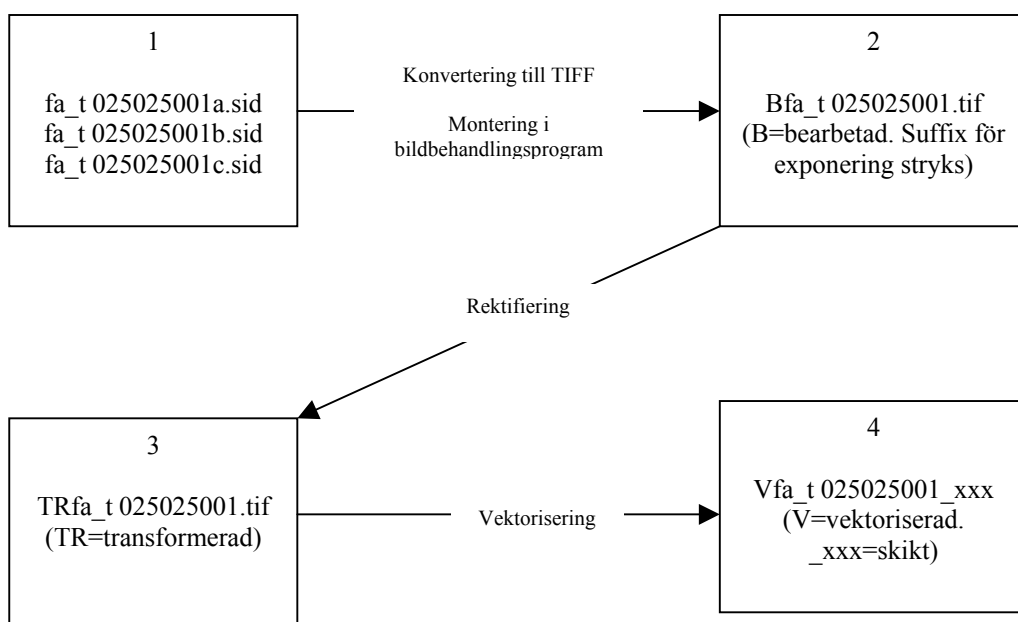 1
fa_t 025025001a.sid
fa_t 025025001b.sid
fa_t 025025001c.sid
Konvertering till TIFF
Montering i
bildbehandlingsprogram
2
Bfa_t 025025001.tif
(B=bearbetad. Suffix för
exponering stryks)
Rektifiering
3
TRfa_t 025025001.tif
(TR=transformerad)
Vektorisering
4
Vfa_t 025025001_xxx
(V=vektoriserad.
_xxx=skikt)